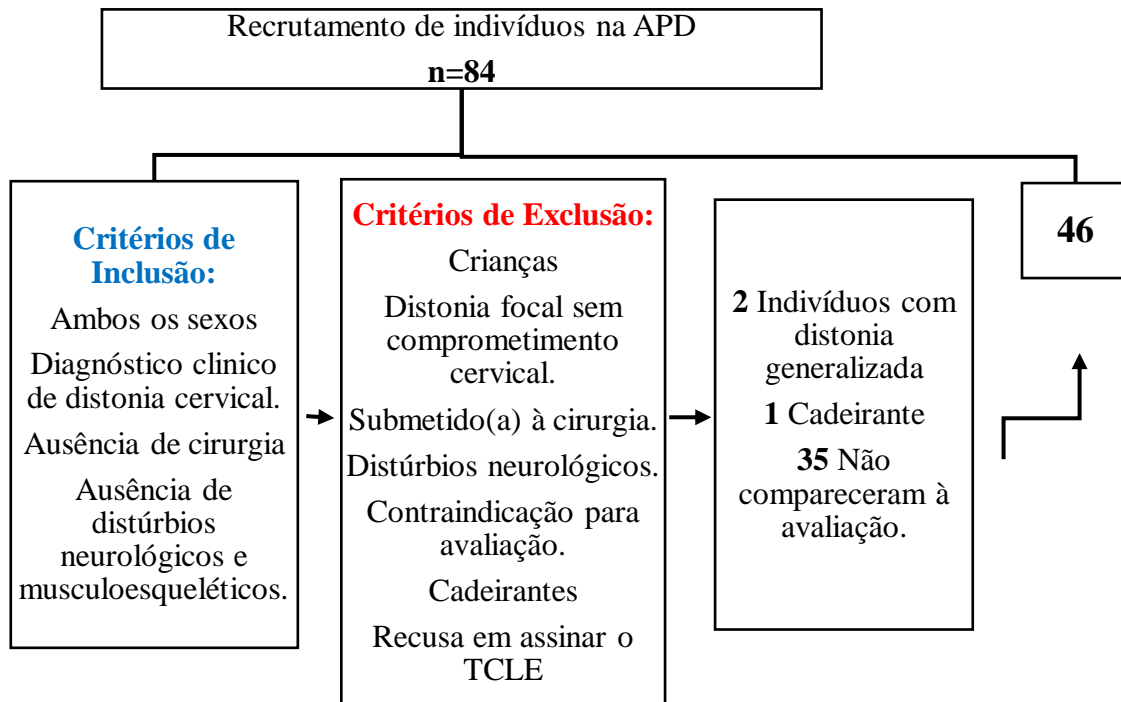 Recrutamento de indivíduos na APD
n=84
Critérios de
Inclusão:
Ambos os sexos
Diagnóstico clinico
de distonia cervical.
Ausência de cirurgia
Ausência de
distúrbios
neurológicos e
musculoesqueléticos.
Critérios de Exclusão:
Crianças
Distonia focal sem
comprometimento
cervical.
Submetido(a) à cirurgia.
Distúrbios neurológicos.
Contraindicação para
avaliação.
Cadeirantes
Recusa em assinar o
TCLE
2 Indivíduos com
distonia
generalizada
1 Cadeirante
35 Não
compareceram à
avaliação.
46